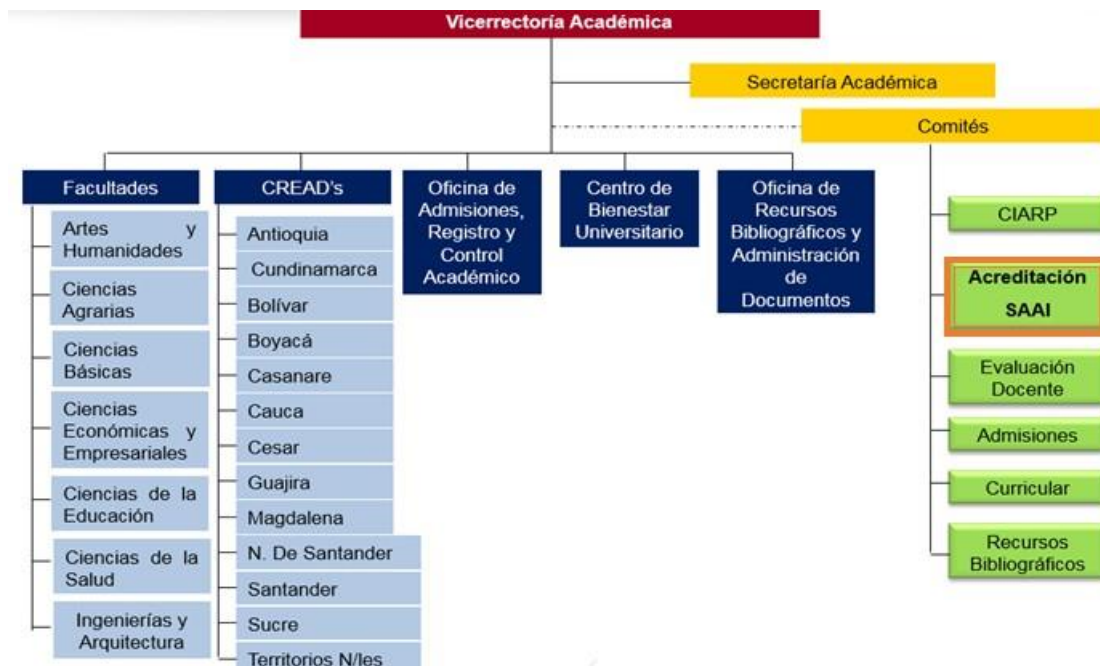 Vicerrectoría Académica
Secretaría Académica
Comités
Facultades
Artes y
Humanidades
Ciencias
Agrarias
Ciencias
Básicas
Ciencias
Económicas y
Empresariales
Ciencias de la
Educación
Ciencias de la
Salud
Ingenierías y
Arquitectura
CREAD's
Antioquia
Cundinamarca
Bolívar
Boyacá
Casanare
Cauca
Cesar
Guajira
Magdalena
N. De Santander
Santander
Sucre
Territorios N/les
Oficina de
Admisiones,
Registro y
Control
Académico
Centro de
Bienestar
Universitario
Oficina de
Recursos
Bibliográficos y
Administración
de
Documentos
CIARP
Acreditación
SAAI
Evaluación
Docente
Admisiones
Curricular
Recursos
Bibliográficos